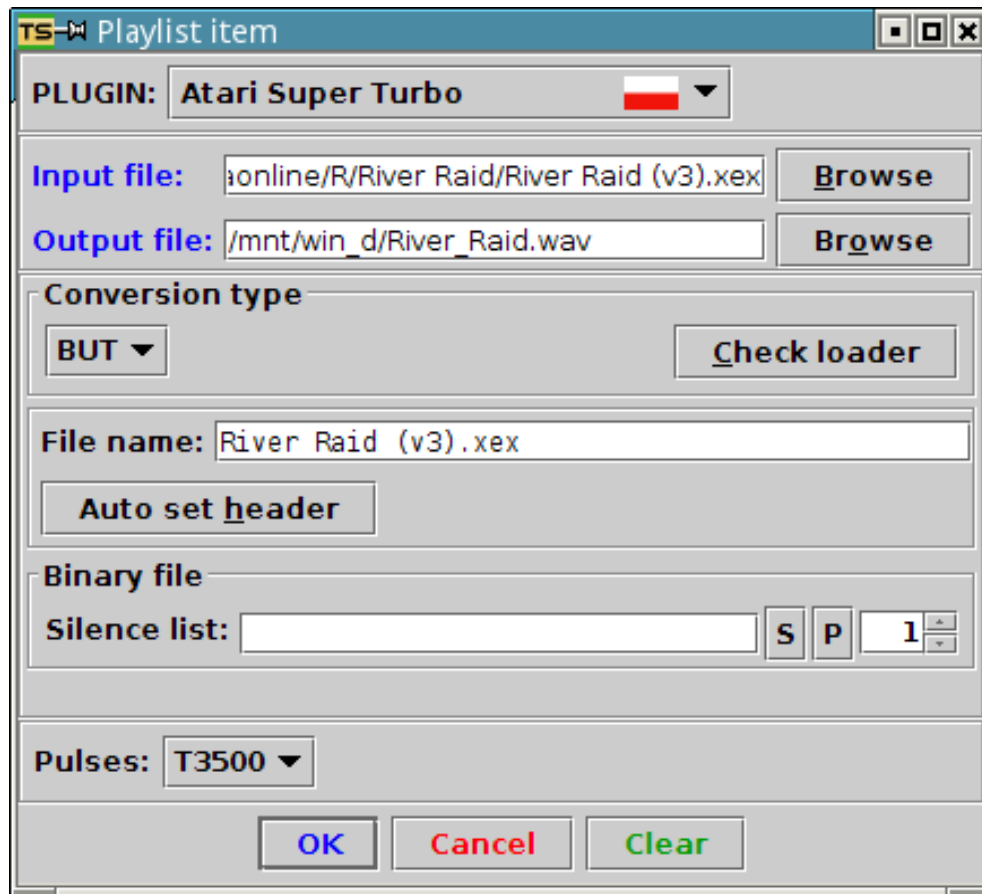 TS Playlist item
PLUGIN: Atari Super Turbo
Input file: aonline/R/River Raid/River Raid (v3).xex Browse
Output file: /mnt/win_d/River_Raid.wav Browse
Conversion type
BUT Check loader
File name: River Raid (v3).xex
Auto set header
Binary file
Silence list: S P 1
Pulses: T3500
OK Cancel Clear